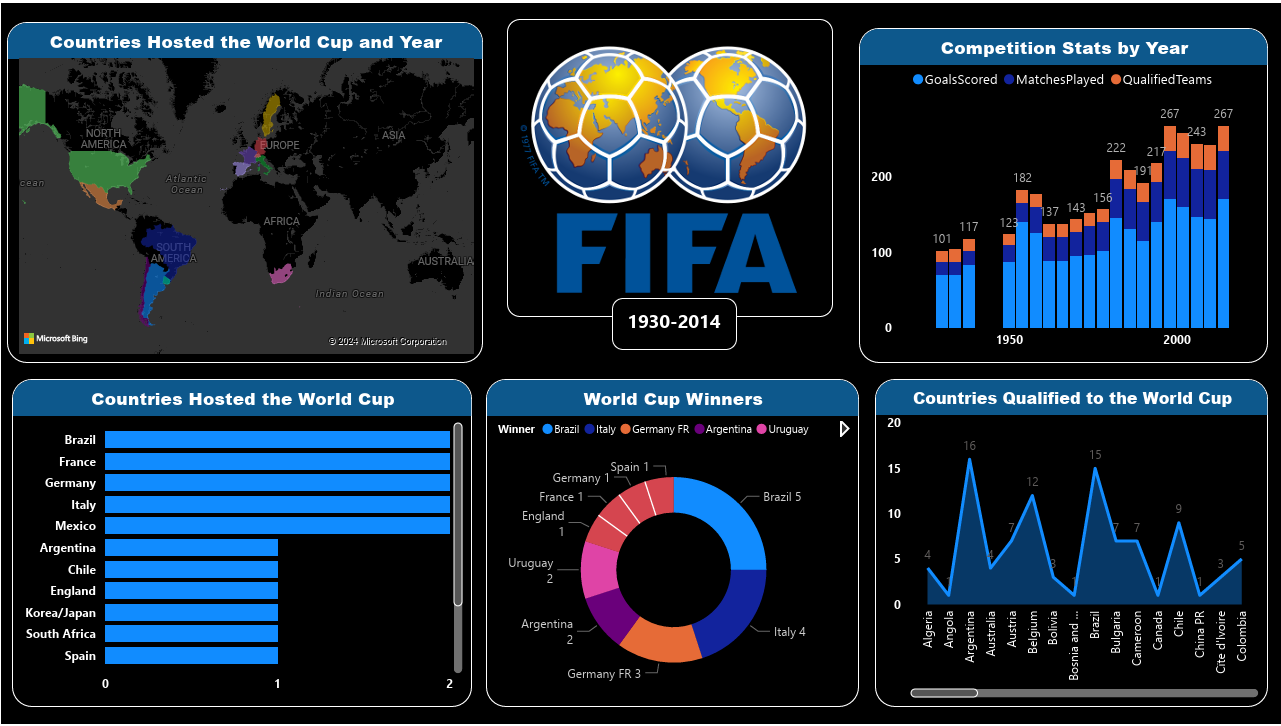 Countries Hosted the World Cup and Year
NORTH
AMERICA
ASIA
EUROPE
cean
Atlantic
Ocean
AFRICA
SOUTH
AMERICA
AUSTRALIA
Indian Ocean
Microsoft Bing
© 2024 Microsoft Corporation
© 1977 FIFA TM
FIFA
1930-2014
Competition Stats by Year
GoalsScored MatchesPlayed QualifiedTeams
267 267
243
222
217
200
191
182
156
143
137
123
117
101
100
0
1950 2000
Countries Hosted the World Cup
Brazil
France
Germany
Italy
Mexico
Argentina
Chile
England
Korea/Japan
South Africa
Spain
0 1 2
World Cup Winners
Winner Brazil Italy Germany FR Argentina Uruguay
Spain 1
Germany 1
France 1
Brazil 5
England
1
Uruguay
2
Argentina
2
Italy 4
Germany FR 3
Countries Qualified to the World Cup
20
15
10
5
0
4 1 16 4 7 12 3 1 15 7 7 1 9 1 3 5
Algeria
Angola
Argentina
Australia
Austria
Belgium
Bolivia
Bosnia and ...
Brazil
Bulgaria
Cameroon
Canada
Chile
China PR
Cìte d'Ivoire
Colombia